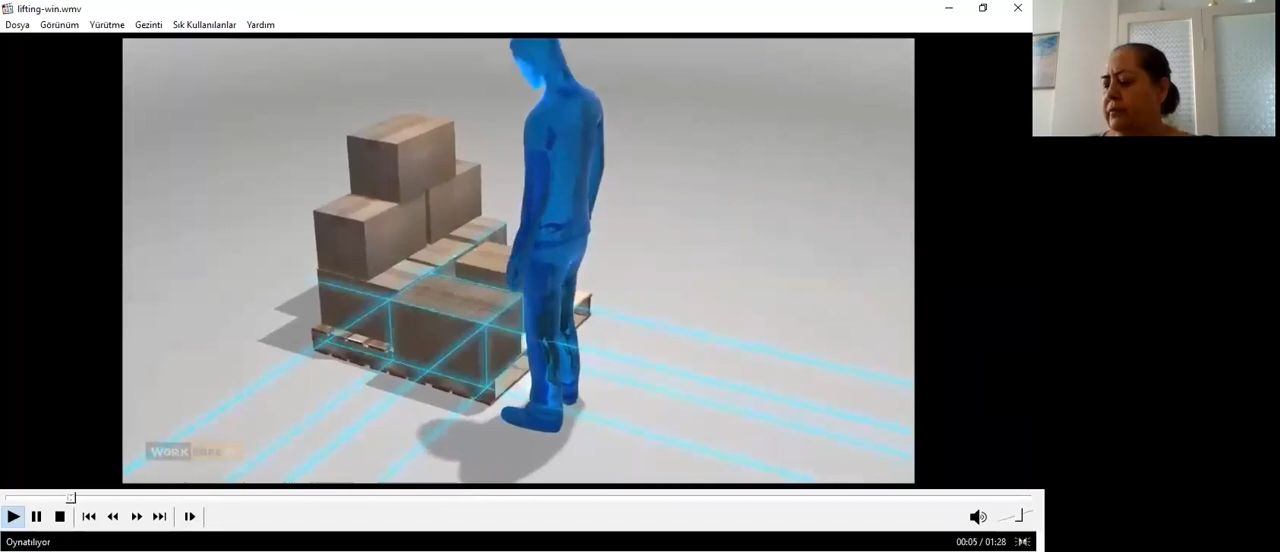 lifting-win.wmv
Dosya Görünüm Yürütme Gezinti Sık Kullanılanlar Yardım
WORK
Oynatılıyor 00:05 / 01:28